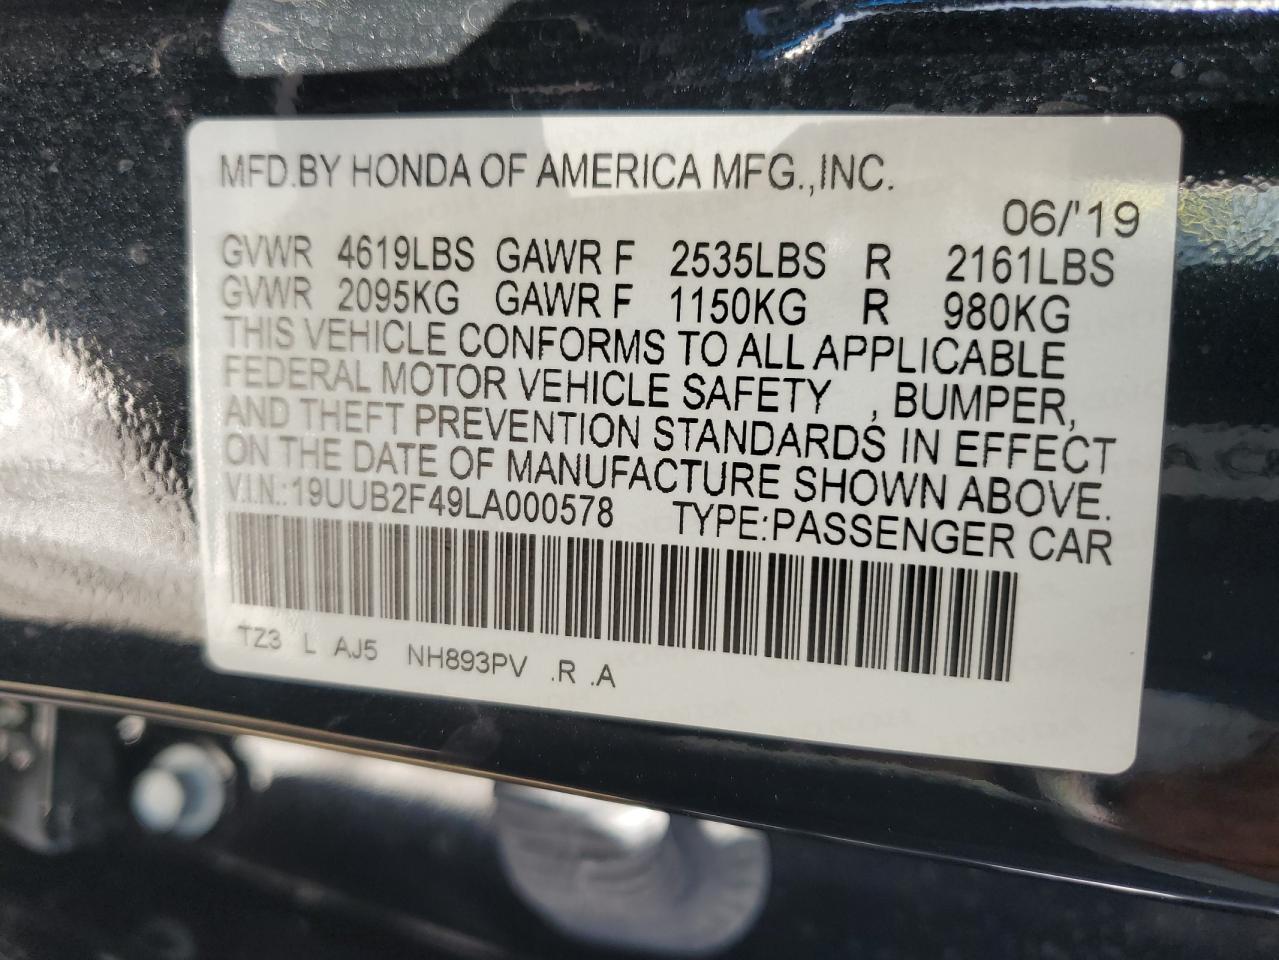 MFD.BY HONDA OF AMERICA MFG.,INC.
06/'19
GVWR 4619LBS GAWR F 2535LBS R 2161LBS
GVWR 2095KG GAWR F 1150KG R 980KG
THIS VEHICLE CONFORMS TO ALL APPLICABLE
FEDERAL MOTOR VEHICLE SAFETY , BUMPER,
AND THEFT PREVENTION STANDARDS IN EFFECT
ON THE DATE OF MANUFACTURE SHOWN ABOVE.
V.I.N.:19UUB2F49LA000578 TYPE:PASSENGER CAR
TZ3 L AJ5 NH893PV .R .A